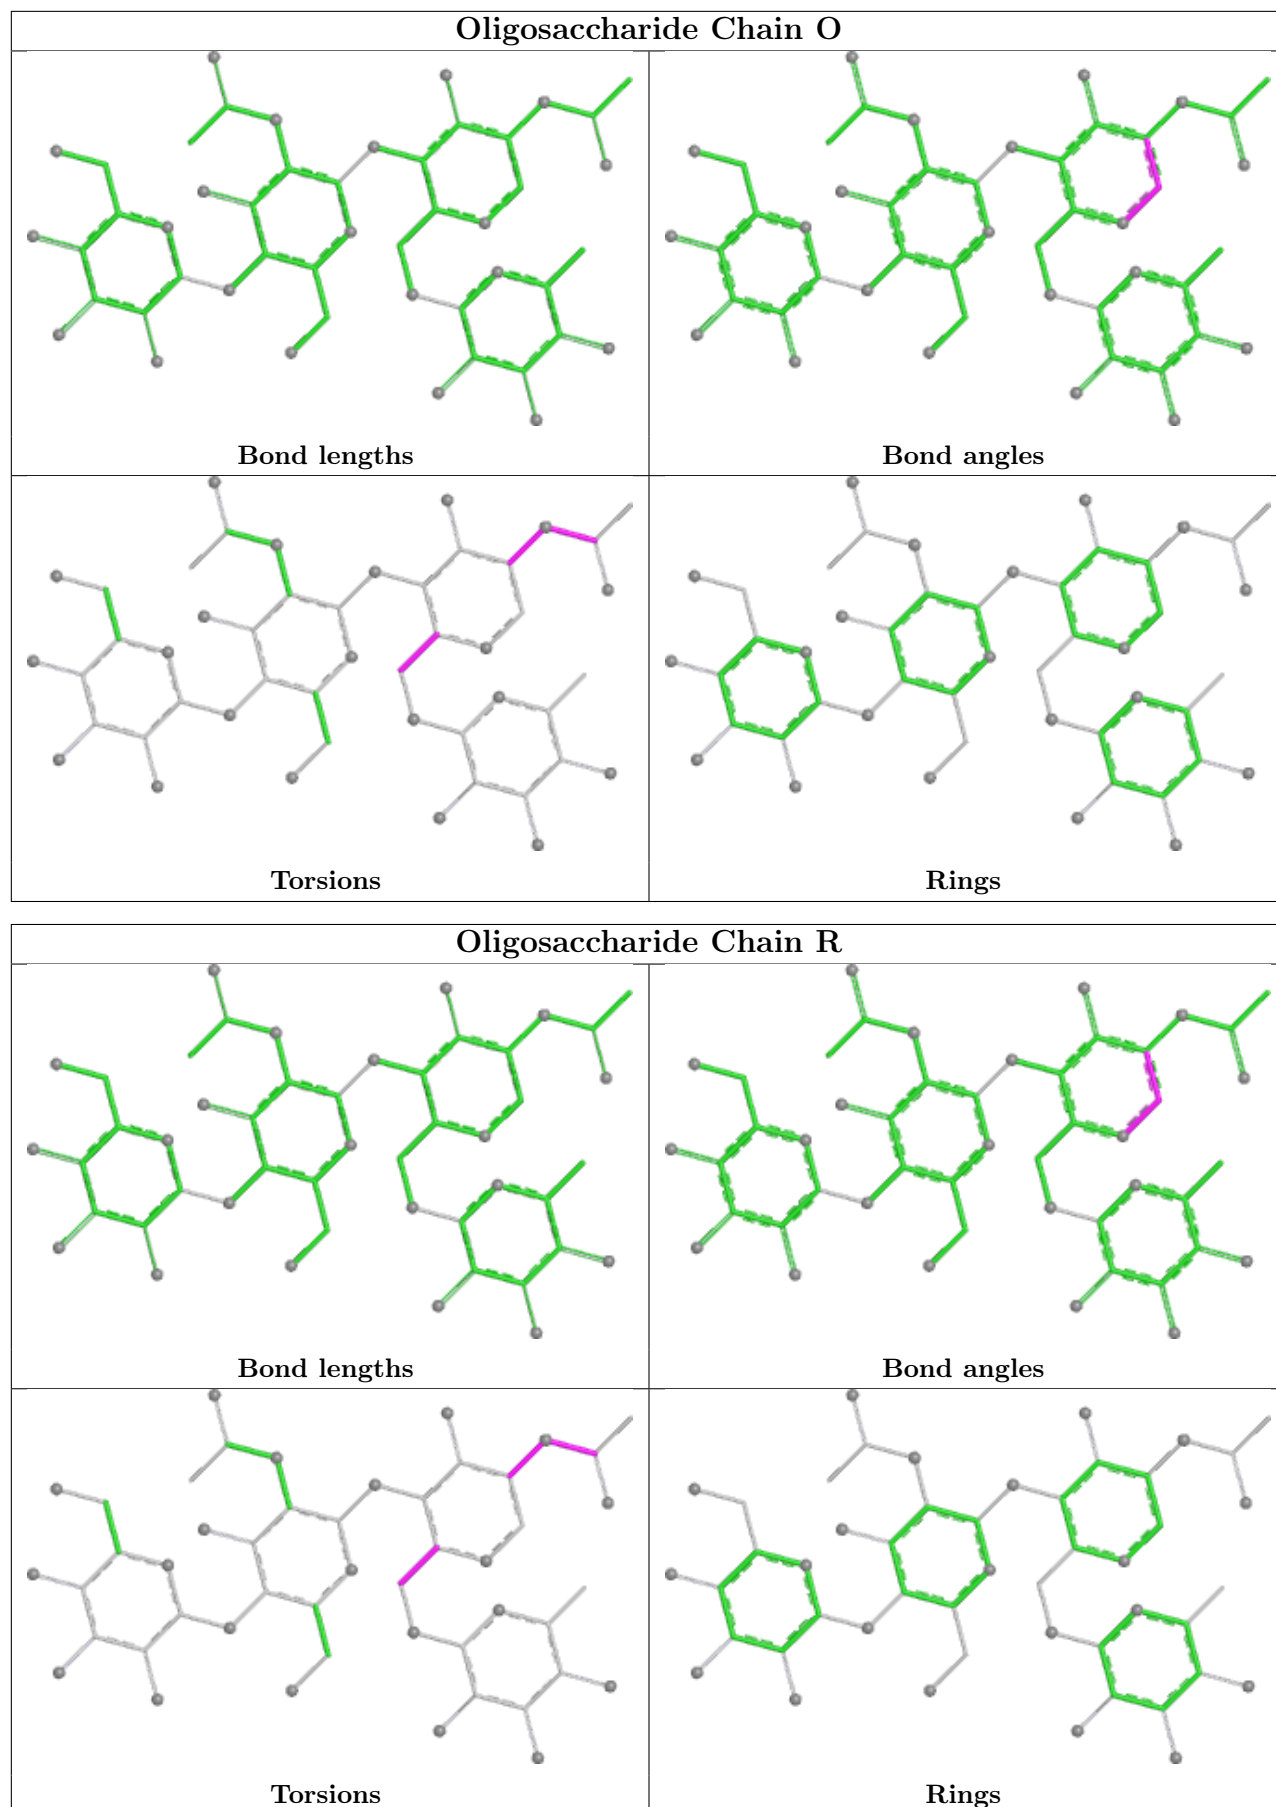 Oligosaccharide Chain O
Bond lengths
Bond angles
Torsions
Rings
Oligosaccharide Chain R
Bond lengths
Bond angles
Torsions
Rings